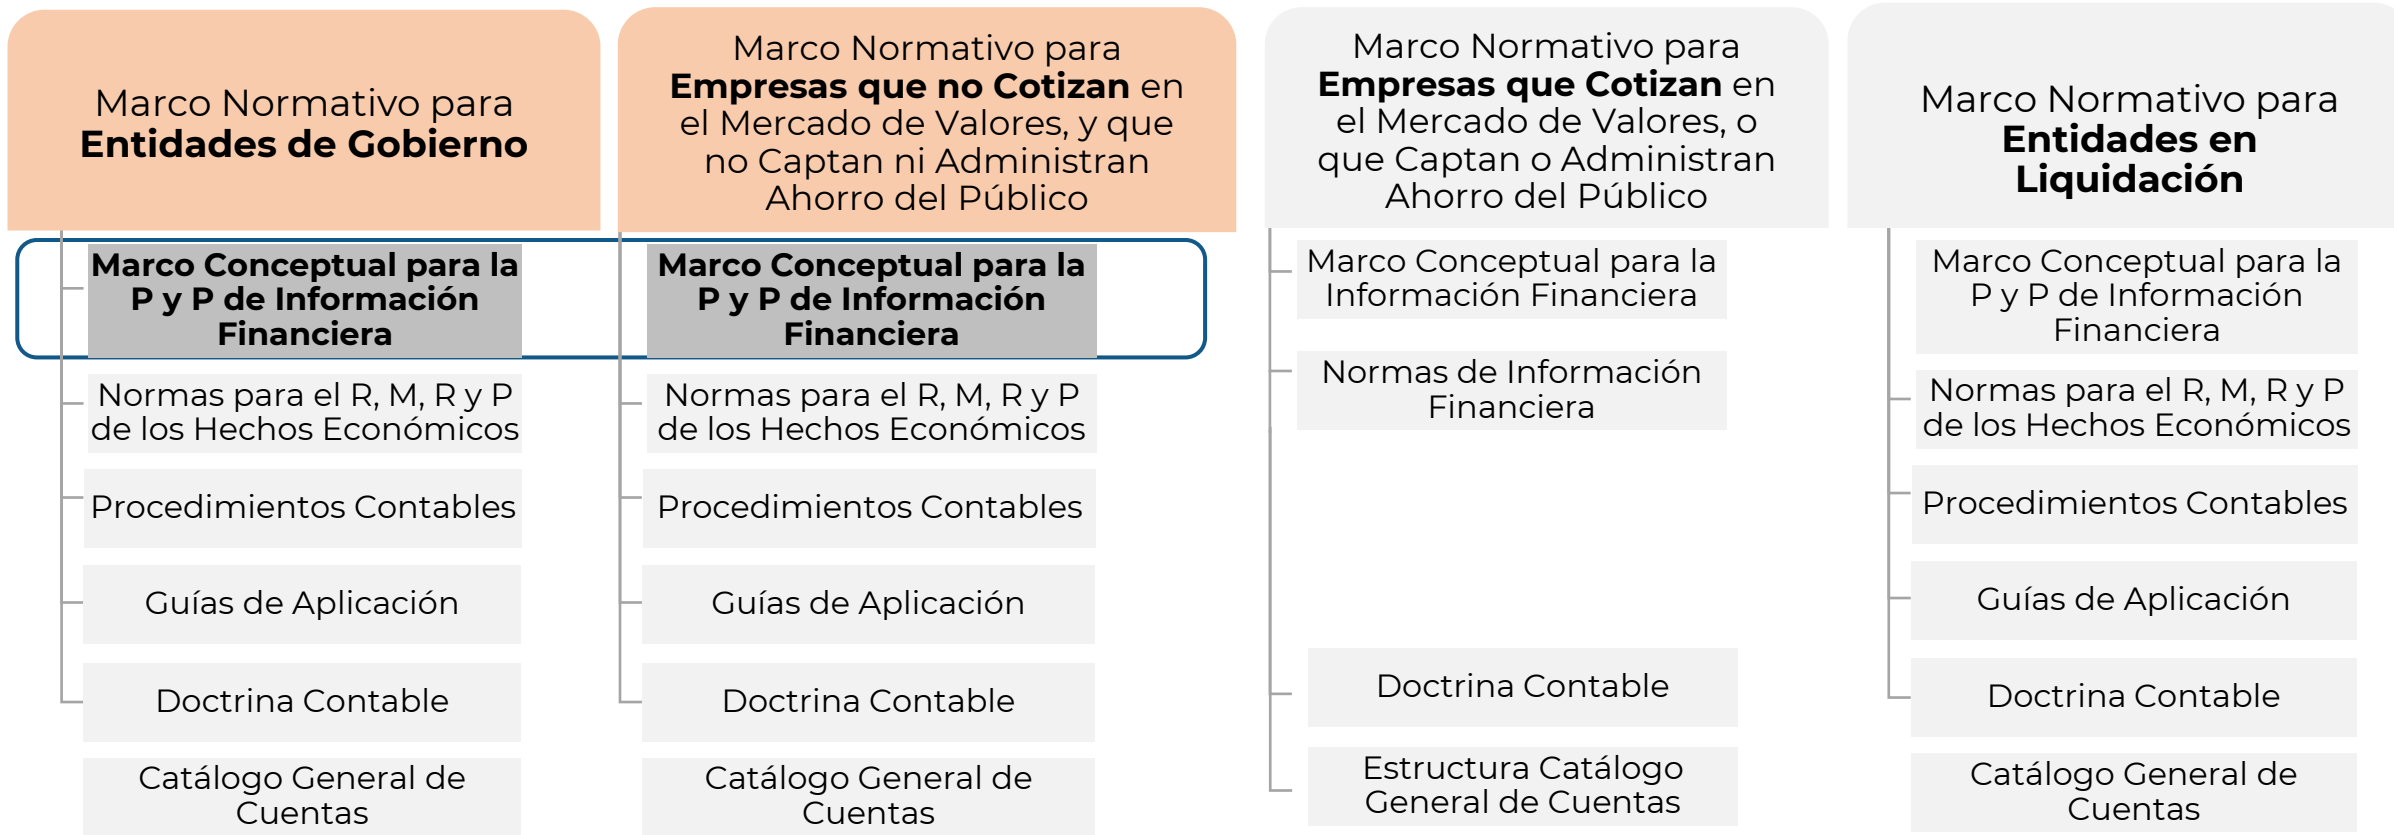 Marco Normativo para
Entidades de Gobierno
Marco Conceptual para la
P y P de Información
Financiera
Normas para el R, M, R y P
de los Hechos Económicos
Procedimientos Contables
Guías de Aplicación
Doctrina Contable
Catálogo General de
Cuentas
Marco Normativo para
Empresas que no Cotizan en
el Mercado de Valores, y que
no Captan ni Administran
Ahorro del Público
Marco Conceptual para la
P y P de Información
Financiera
Normas para el R, M, R y P
de los Hechos Económicos
Procedimientos Contables
Guías de Aplicación
Doctrina Contable
Catálogo General de
Cuentas
Marco Normativo para
Empresas que Cotizan en
el Mercado de Valores, o
que Captan o Administran
Ahorro del Público
Marco Conceptual para la
Información Financiera
Normas de Información
Financiera
Doctrina Contable
Estructura Catálogo
General de Cuentas
Marco Normativo para
Entidades en
Liquidación
Marco Conceptual para la
P y P de Información
Financiera
Normas para el R, M, R y P
de los Hechos Económicos
Procedimientos Contables
Guías de Aplicación
Doctrina Contable
Catálogo General de
Cuentas